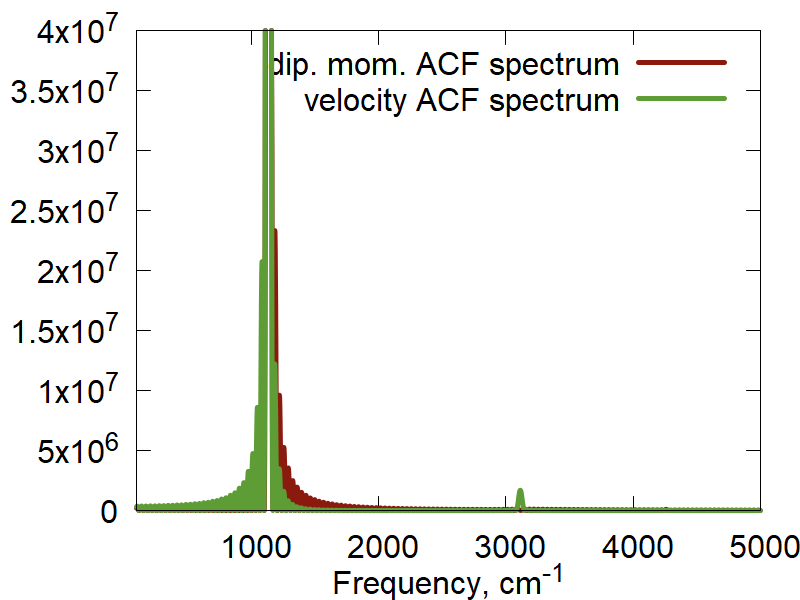 4x10⁷
3.5x10⁷
3x10⁷
2.5x10⁷
2x10⁷
1.5x10⁷
1x10⁷
5x10⁶
0
dip. mom. ACF spectrum
velocity ACF spectrum
1000 2000 3000 4000 5000
Frequency, cm⁻¹